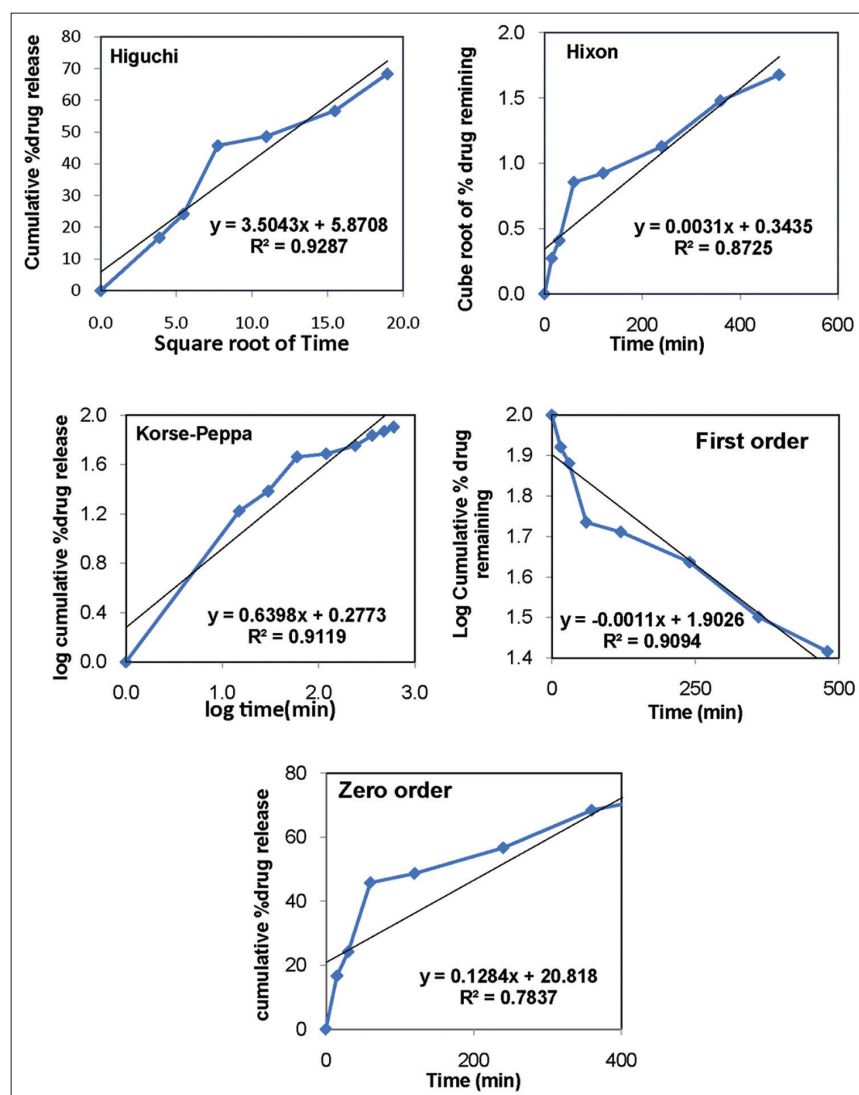 Higuchi
Cumulative %drug release
80
70
60
50
40
30
20
10
0
y = 3.5043x + 5.8708
R² = 0.9287
0.0 5.0 10.0 15.0 20.0
Square root of Time
Hixon
Cube root of % drug remining
2.0
1.5
1.0
0.5
0.0
y = 0.0031x + 0.3435
R² = 0.8725
0 200 400 600
Time (min)
Korse-Peppa
log cumulative %drug release
2.0
1.6
1.2
0.8
0.4
0.0
y = 0.6398x + 0.2773
R² = 0.9119
0.0 1.0 2.0 3.0
log time(min)
First order
Log Cumulative % drug
remaining
2.0
1.9
1.8
1.7
1.6
1.5
1.4
y = -0.0011x + 1.9026
R² = 0.9094
0 250 500
Time (min)
Zero order
cumulative %drug release
80
60
40
20
0
y = 0.1284x + 20.818
R² = 0.7837
0 200 400
Time (min)